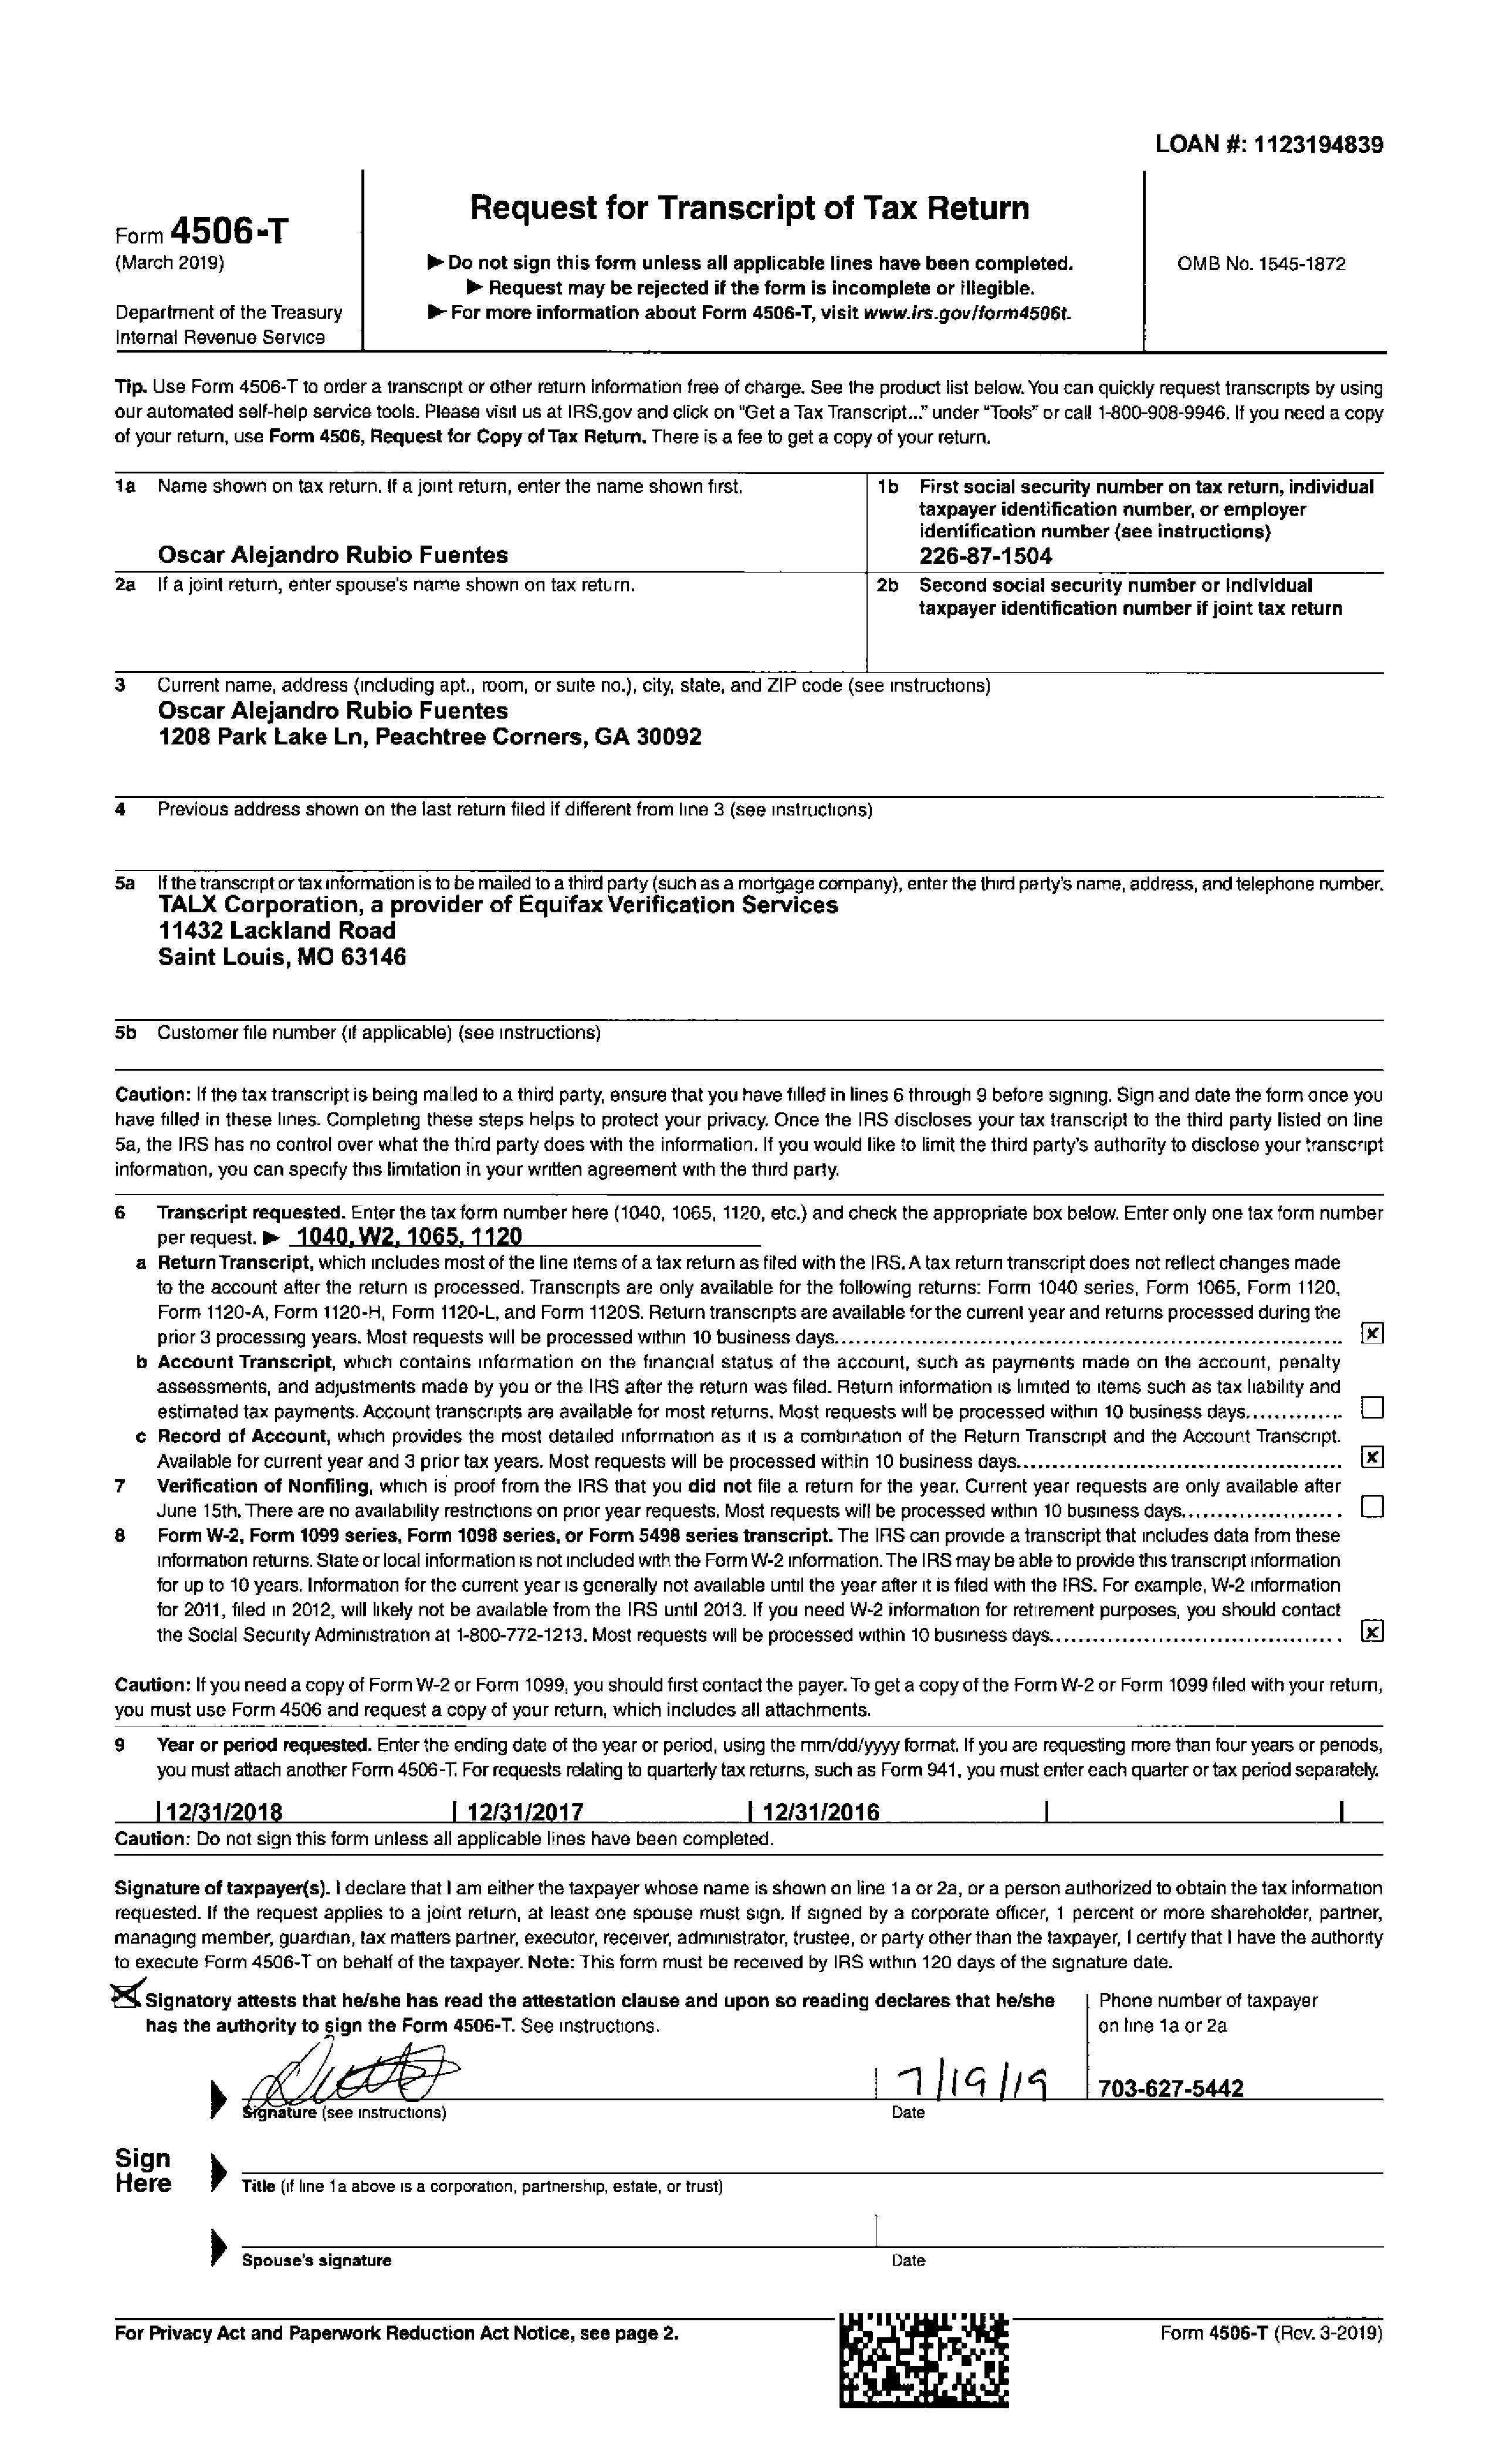 LOAN #: 1123194839
Form 4506-T
(March 2019)
Department of the Treasury
Internal Revenue Service
Request for Transcript of Tax Return
▶ Do not sign this form unless all applicable lines have been completed.
▶ Request may be rejected if the form is incomplete or illegible.
▶ For more information about Form 4506-T, visit www.irs.gov/form4506t.
OMB No. 1545-1872
Tip. Use Form 4506-T to order a transcript or other return information free of charge. See the product list below. You can quickly request transcripts by using
our automated self-help service tools. Please visit us at IRS.gov and click on "Get a Tax Transcript..." under "Tools" or call 1-800-908-9946. If you need a copy
of your return, use Form 4506, Request for Copy of Tax Return. There is a fee to get a copy of your return.
1a Name shown on tax return. If a joint return, enter the name shown first.
Oscar Alejandro Rubio Fuentes
1b First social security number on tax return, individual
taxpayer identification number, or employer
identification number (see instructions)
226-87-1504
2a If a joint return, enter spouse's name shown on tax return.
2b Second social security number or individual
taxpayer identification number if joint tax return
3 Current name, address (including apt., room, or suite no.), city, state, and ZIP code (see instructions)
Oscar Alejandro Rubio Fuentes
1208 Park Lake Ln, Peachtree Corners, GA 30092
4 Previous address shown on the last return filed if different from line 3 (see instructions)
5a If the transcript or tax information is to be mailed to a third party (such as a mortgage company), enter the third party's name, address, and telephone number.
TALX Corporation, a provider of Equifax Verification Services
11432 Lackland Road
Saint Louis, MO 63146
5b Customer file number (if applicable) (see instructions)
Caution: If the tax transcript is being mailed to a third party, ensure that you have filled in lines 6 through 9 before signing. Sign and date the form once you
have filled in these lines. Completing these steps helps to protect your privacy. Once the IRS discloses your tax transcript to the third party listed on line
5a, the IRS has no control over what the third party does with the information. If you would like to limit the third party's authority to disclose your transcript
information, you can specify this limitation in your written agreement with the third party.
6 Transcript requested. Enter the tax form number here (1040, 1065, 1120, etc.) and check the appropriate box below. Enter only one tax form number
per request. ▶ 1040, W2, 1065, 1120
a Return Transcript, which includes most of the line items of a tax return as filed with the IRS. A tax return transcript does not reflect changes made
to the account after the return is processed. Transcripts are only available for the following returns: Form 1040 series, Form 1065, Form 1120,
Form 1120-A, Form 1120-H, Form 1120-L, and Form 1120S. Return transcripts are available for the current year and returns processed during the
prior 3 processing years. Most requests will be processed within 10 business days. X
b Account Transcript, which contains information on the financial status of the account, such as payments made on the account, penalty
assessments, and adjustments made by you or the IRS after the return was filed. Return information is limited to items such as tax liability and
estimated tax payments. Account transcripts are available for most returns. Most requests will be processed within 10 business days.
c Record of Account, which provides the most detailed information as it is a combination of the Return Transcript and the Account Transcript.
Available for current year and 3 prior tax years. Most requests will be processed within 10 business days. X
7 Verification of Nonfiling, which is proof from the IRS that you did not file a return for the year. Current year requests are only available after
June 15th. There are no availability restrictions on prior year requests. Most requests will be processed within 10 business days.
8 Form W-2, Form 1099 series, Form 1098 series, or Form 5498 series transcript. The IRS can provide a transcript that includes data from these
information returns. State or local information is not included with the Form W-2 information. The IRS may be able to provide this transcript information
for up to 10 years. Information for the current year is generally not available until the year after it is filed with the IRS. For example, W-2 information
for 2011, filed in 2012, will likely not be available from the IRS until 2013. If you need W-2 information for retirement purposes, you should contact
the Social Security Administration at 1-800-772-1213. Most requests will be processed within 10 business days. X
Caution: If you need a copy of Form W-2 or Form 1099, you should first contact the payer. To get a copy of the Form W-2 or Form 1099 filed with your return,
you must use Form 4506 and request a copy of your return, which includes all attachments.
9 Year or period requested. Enter the ending date of the year or period, using the mm/dd/yyyy format. If you are requesting more than four years or periods,
you must attach another Form 4506-T. For requests relating to quarterly tax returns, such as Form 941, you must enter each quarter or tax period separately.
12/31/2018 12/31/2017 12/31/2016
Caution: Do not sign this form unless all applicable lines have been completed.
Signature of taxpayer(s). I declare that I am either the taxpayer whose name is shown on line 1a or 2a, or a person authorized to obtain the tax information
requested. If the request applies to a joint return, at least one spouse must sign. If signed by a corporate officer, 1 percent or more shareholder, partner,
managing member, guardian, tax matters partner, executor, receiver, administrator, trustee, or party other than the taxpayer, I certify that I have the authority
to execute Form 4506-T on behalf of the taxpayer. Note: This form must be received by IRS within 120 days of the signature date.
X Signatory attests that he/she has read the attestation clause and upon so reading declares that he/she
has the authority to sign the Form 4506-T. See instructions.
Phone number of taxpayer
on line 1a or 2a
7/19/19
703-627-5442
Signature (see instructions)
Date
Sign
Here
Title (if line 1a above is a corporation, partnership, estate, or trust)
Spouse's signature
Date
For Privacy Act and Paperwork Reduction Act Notice, see page 2.
Form 4506-T (Rev. 3-2019)